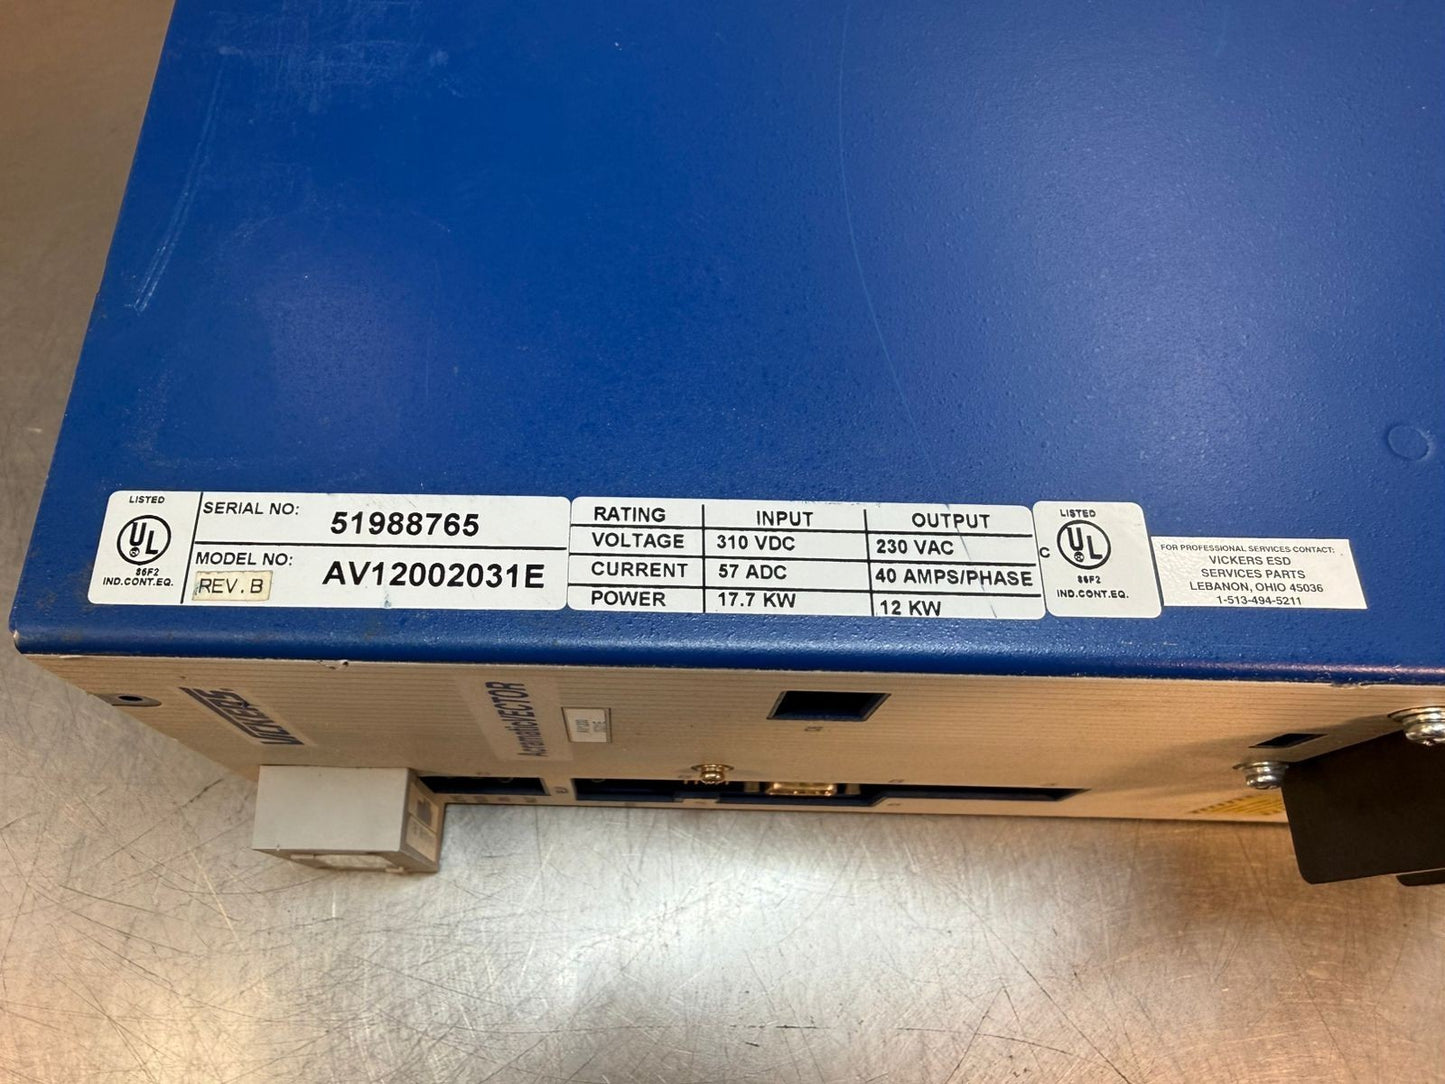 LISTED
UL
86F2
IND.CONT.EQ.
SERIAL NO: 51988765
MODEL NO: AV12002031E
REV. B
RATING INPUT OUTPUT
VOLTAGE 310 VDC 230 VAC
CURRENT 57 ADC 40 AMPS/PHASE
POWER 17.7 KW 12 KW
LISTED
C UL
86F2
IND.CONT.EQ.
FOR PROFESSIONAL SERVICES CONTACT:
VICKERS ESD
SERVICES PARTS
LEBANON, OHIO 45036
1-513-494-5211
VICKERS
AcramaticVECTOR